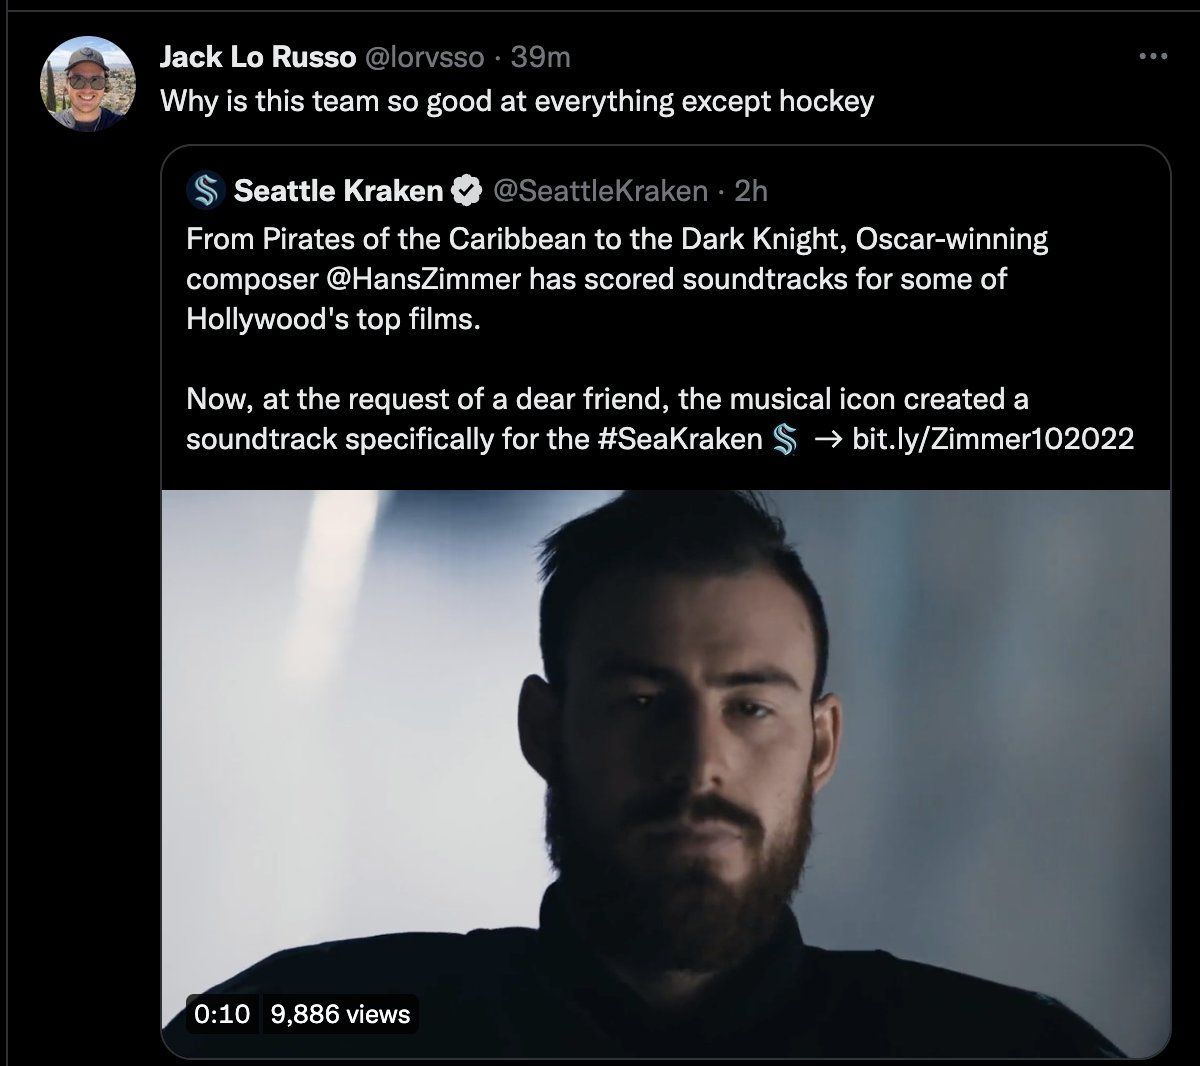 Jack Lo Russo @lorvsso · 39m
Why is this team so good at everything except hockey
Seattle Kraken @SeattleKraken · 2h
From Pirates of the Caribbean to the Dark Knight, Oscar-winning
composer @HansZimmer has scored soundtracks for some of
Hollywood's top films.
Now, at the request of a dear friend, the musical icon created a
soundtrack specifically for the #SeaKraken → bit.ly/Zimmer102022
0:10 9,886 views